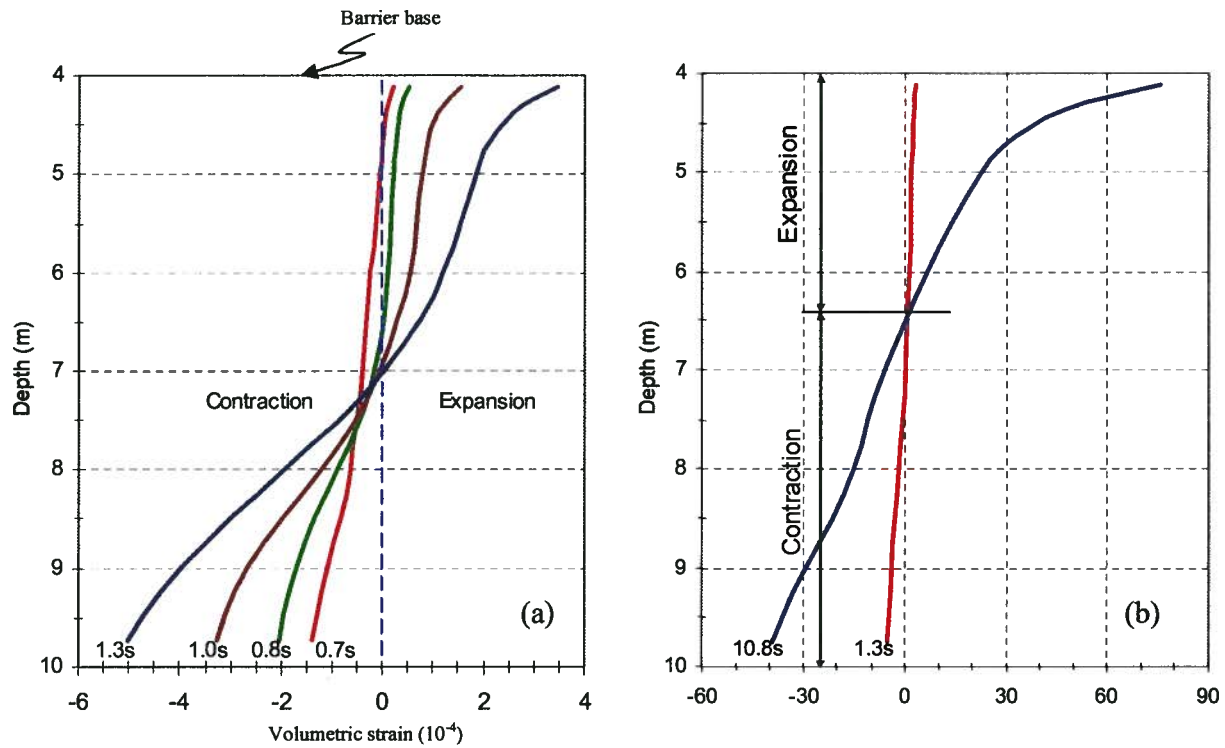 Barrier base
4
5
6
7
8
9
10
Depth (m)
Contraction
Expansion
1.3s
1.0s
0.8s
0.7s
(a)
-6
-4
-2
0
2
4
Volumetric strain (10⁻⁴)
4
5
6
7
8
9
10
Depth (m)
Expansion
Contraction
10.8s
1.3s
(b)
-60
-30
0
30
60
90